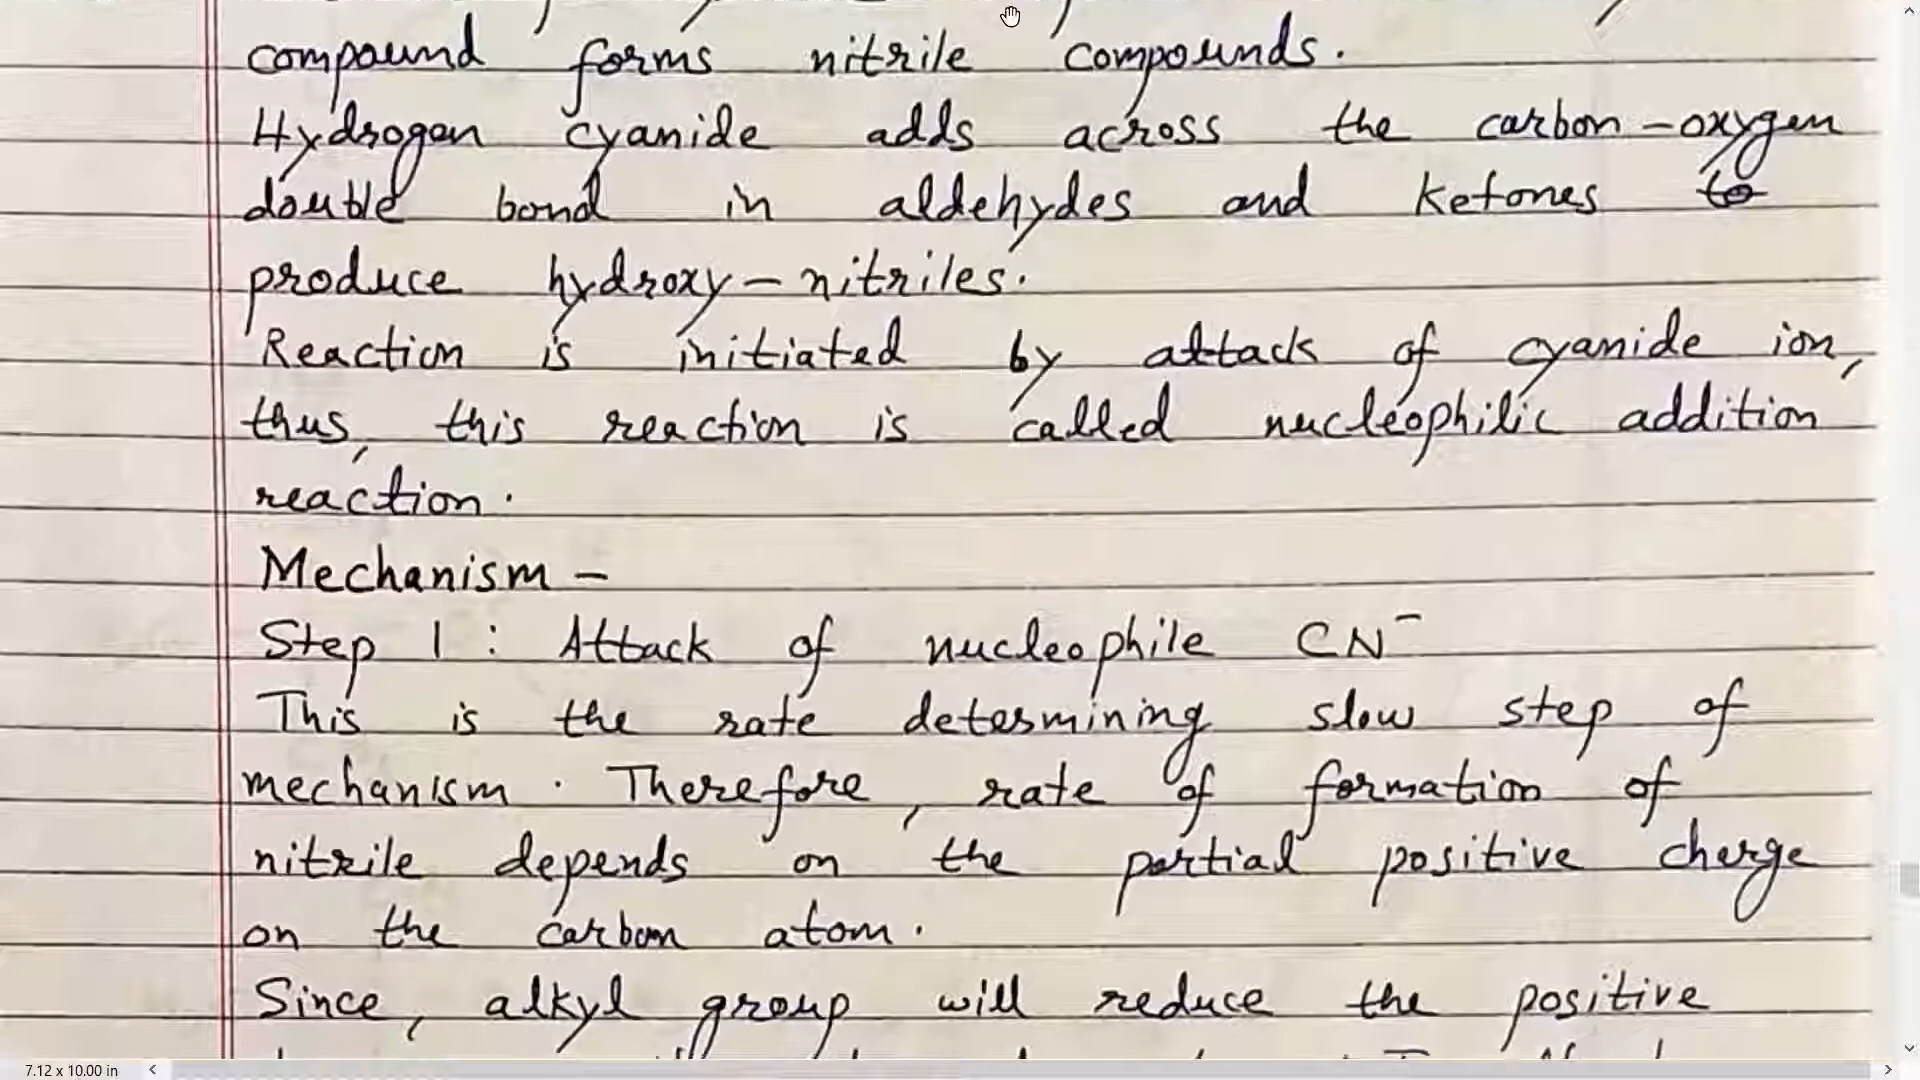 compound forms nitrile compounds.
Hydrogen cyanide adds across the carbon-oxygen
double bond in aldehydes and ketones to
produce hydroxy-nitriles.
Reaction is initiated by attack of cyanide ion,
thus, this reaction is called nucleophilic addition
reaction.
Mechanism -
Step 1 : Attack of nucleophile CN⁻
This is the rate determining slow step of
mechanism. Therefore, rate of formation of
nitrile depends on the partial positive charge
on the carbon atom.
Since, alkyl group will reduce the positive
7.12 x 10.00 in